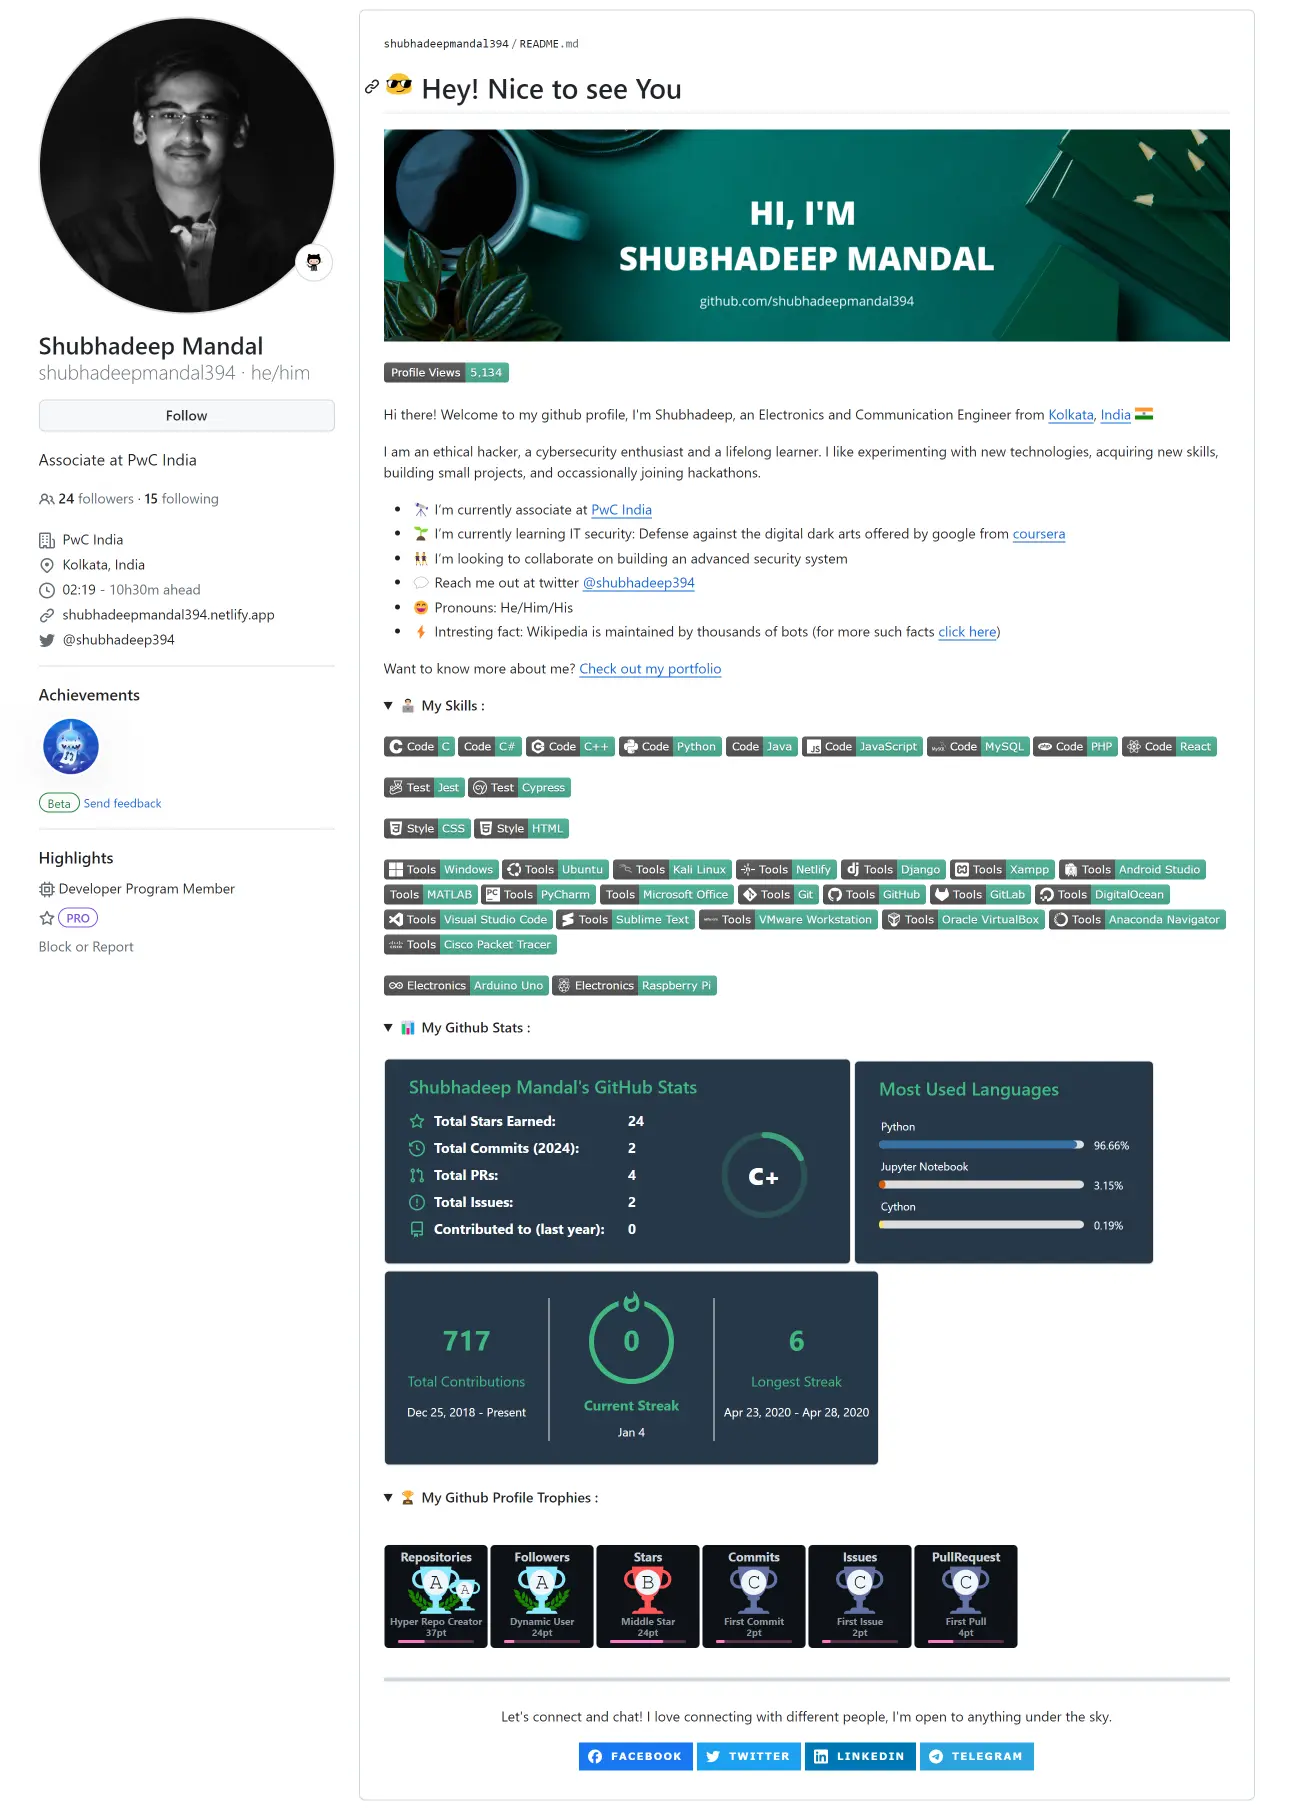 Shubhadeep Mandal
shubhadeepmandal394 · he/him
Follow
Associate at PwC India
24 followers · 15 following
PwC India
Kolkata, India
02:19 - 10h30m ahead
shubhadeepmandal394.netlify.app
@shubhadeep394
Achievements
Beta Send feedback
Highlights
Developer Program Member
PRO
Block or Report
shubhadeepmandal394 / README.md
😎 Hey! Nice to see You
HI, I'M
SHUBHADEEP MANDAL
github.com/shubhadeepmandal394
Profile Views 5,134
Hi there! Welcome to my github profile, I'm Shubhadeep, an Electronics and Communication Engineer from Kolkata, India 🇮🇳
I am an ethical hacker, a cybersecurity enthusiast and a lifelong learner. I like experimenting with new technologies, acquiring new skills,
building small projects, and occassionally joining hackathons.
• 🔭 I'm currently associate at PwC India
• 🌱 I'm currently learning IT security: Defense against the digital dark arts offered by google from coursera
• 👯 I'm looking to collaborate on building an advanced security system
• 💬 Reach me out at twitter @shubhadeep394
• 😄 Pronouns: He/Him/His
• ⚡ Intresting fact: Wikipedia is maintained by thousands of bots (for more such facts click here)
Want to know more about me? Check out my portfolio
▼ 👨🏻‍💻 My Skills :
Code C Code C# Code C++ Code Python Code Java JS Code JavaScript Code MySQL php Code PHP Code React
Test Jest cy Test Cypress
Style CSS Style HTML
Tools Windows Tools Ubuntu Tools Kali Linux Tools Netlify dj Tools Django Tools Xampp Tools Android Studio
Tools MATLAB PC Tools PyCharm Tools Microsoft Office Tools Git Tools GitHub Tools GitLab Tools DigitalOcean
Tools Visual Studio Code Tools Sublime Text Tools VMware Workstation Tools Oracle VirtualBox Tools Anaconda Navigator
Tools Cisco Packet Tracer
Electronics Arduino Uno Electronics Raspberry Pi
▼ 📊 My Github Stats :
Shubhadeep Mandal's GitHub Stats
Total Stars Earned: 24
Total Commits (2024): 2
Total PRs: 4
Total Issues: 2
Contributed to (last year): 0
C+
Most Used Languages
Python
96.66%
Jupyter Notebook
3.15%
Cython
0.19%
717
Total Contributions
Dec 25, 2018 - Present
0
Current Streak
Jan 4
6
Longest Streak
Apr 23, 2020 - Apr 28, 2020
▼ 🏆 My Github Profile Trophies :
Repositories Followers Stars Commits Issues PullRequest
A A A B C C C
Hyper Repo Creator Dynamic User Middle Star First Commit First Issue First Pull
37pt 24pt 24pt 2pt 2pt 4pt
Let's connect and chat! I love connecting with different people, I'm open to anything under the sky.
FACEBOOK TWITTER LINKEDIN TELEGRAM